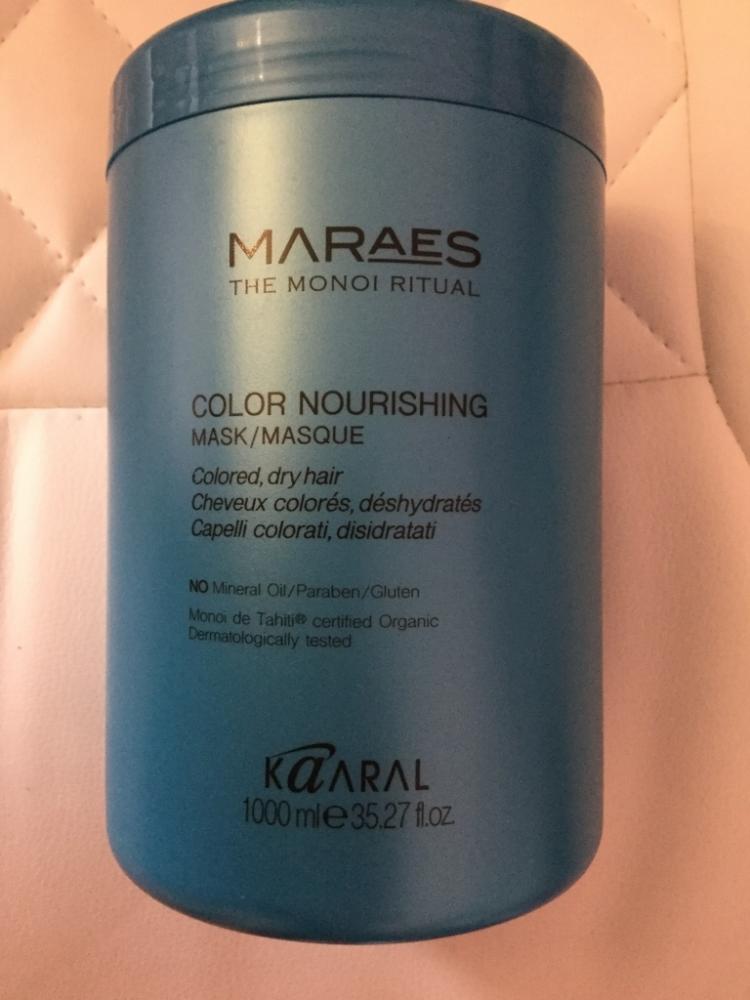 MARAES
THE MONOI RITUAL
COLOR NOURISHING
MASK/MASQUE
Colored, dry hair
Cheveux colorés, déshydratés
Capelli colorati, disidratati
NO Mineral Oil/Paraben/Gluten
Monoi de Tahiti® certified Organic
Dermatologically tested
KAARAL
1000 ml e 35.27 fl.oz.